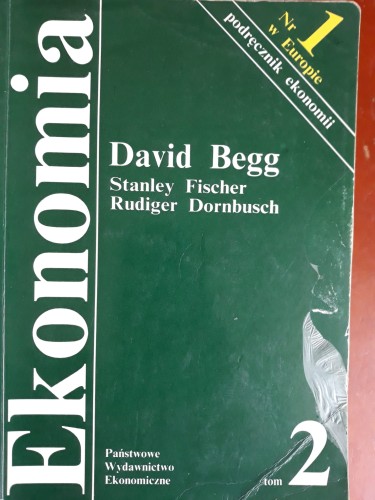 Ekonomia
Nr 1
w Europie
podręcznik ekonomii
David Begg
Stanley Fischer
Rudiger Dornbusch
Państwowe
Wydawnictwo
Ekonomiczne
tom 2